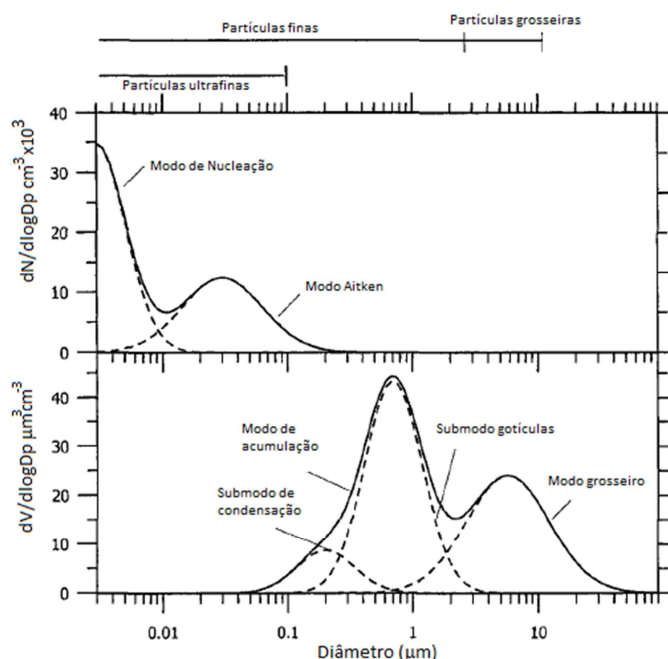 Partículas finas
Partículas grosseiras
Partículas ultrafinas
40
30
20
10
0
dN/dlogDp cm⁻³ x10³
Modo de Nucleação
Modo Aitken
40
30
20
10
0
dV/dlogDp µm³cm⁻³
Modo de
acumulação
Submodo de
condensação
Submodo gotículas
Modo grosseiro
0.01
0.1
1
10
Diâmetro (µm)